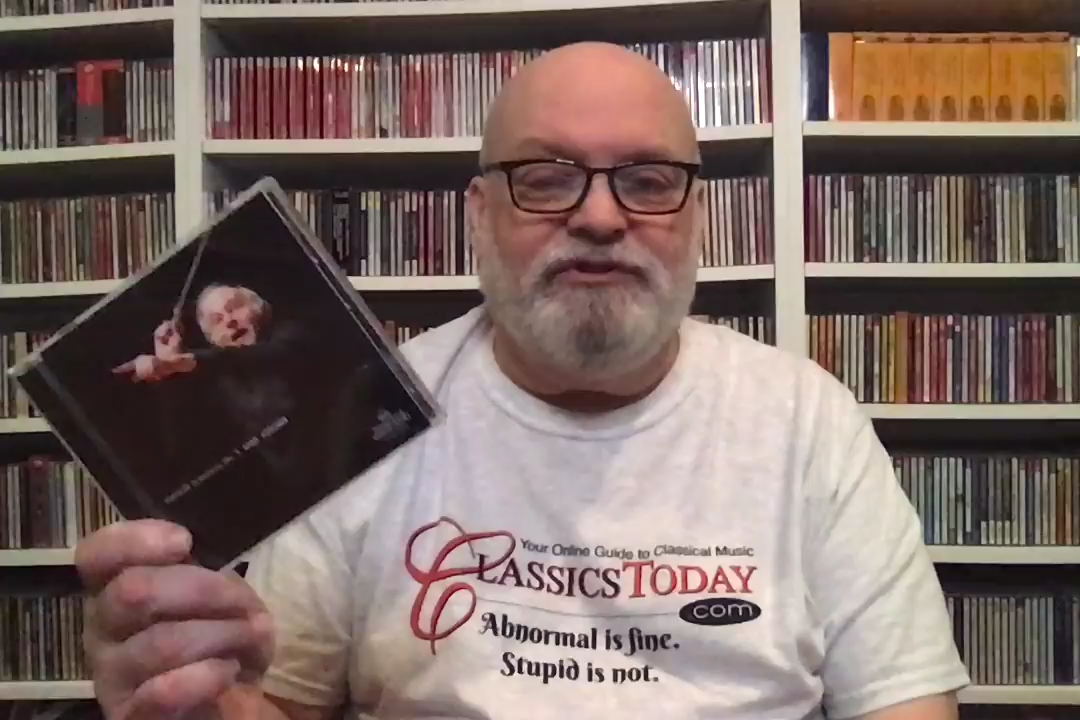 Your Online Guide to Classical Music
CLASSICSTODAY
com
Abnormal is fine.
Stupid is not.